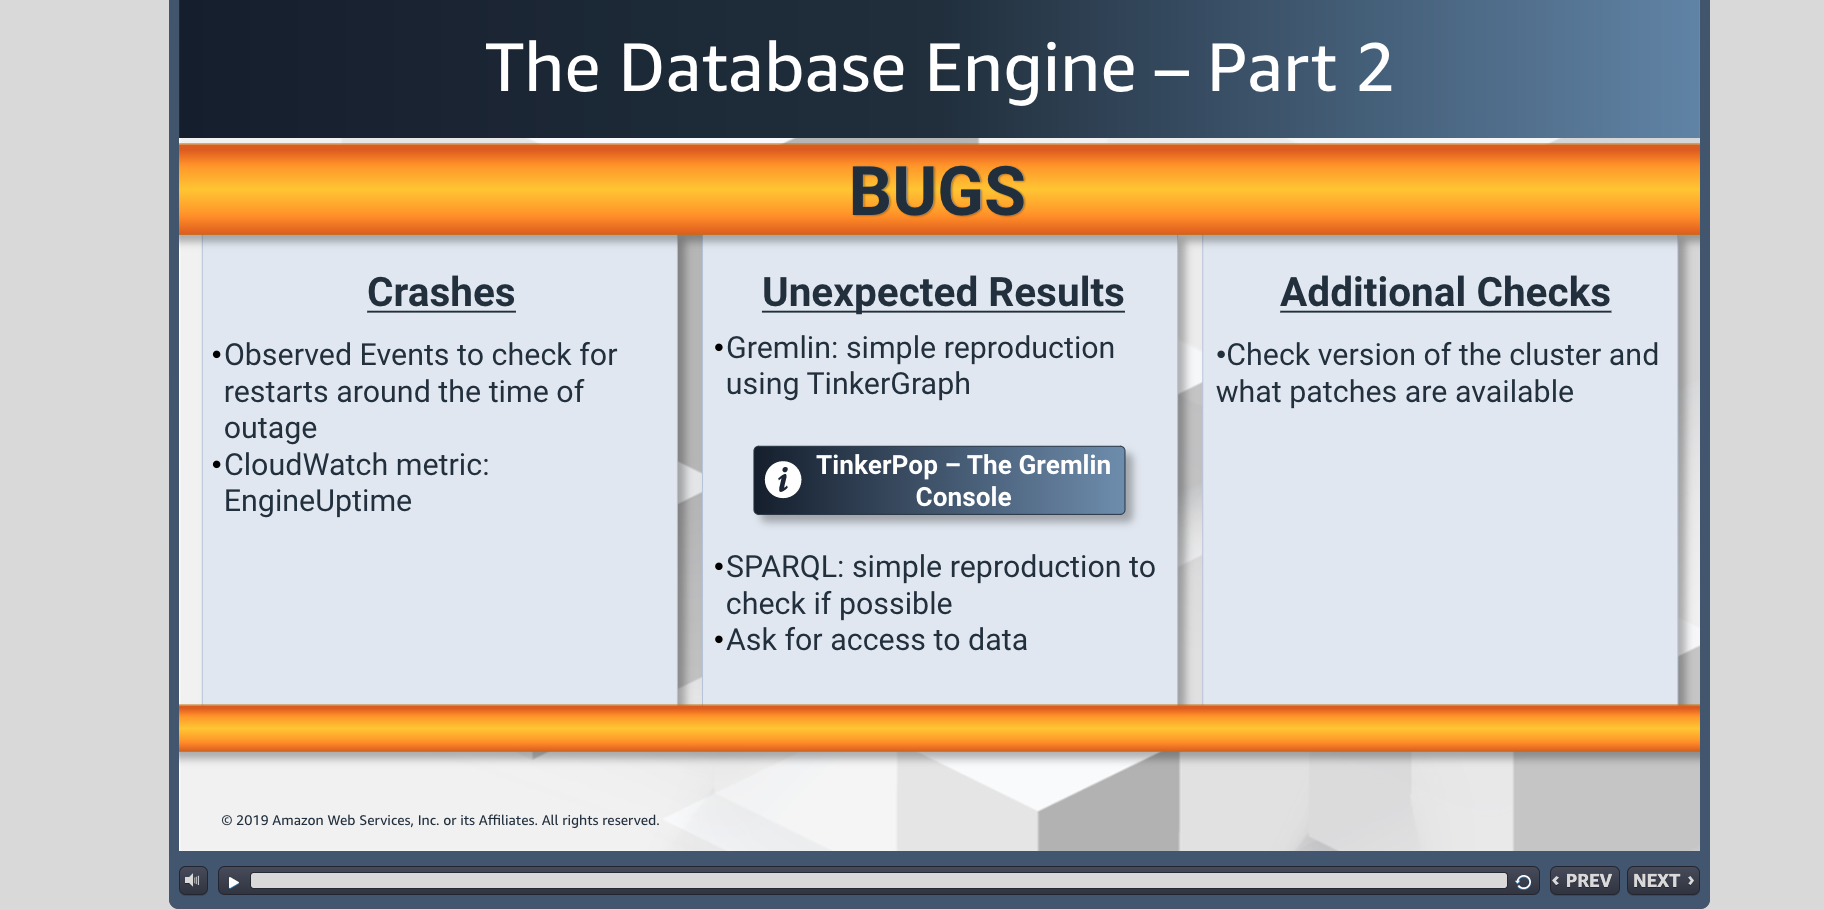 The Database Engine – Part 2
BUGS
Crashes
•Observed Events to check for
restarts around the time of
outage
•CloudWatch metric:
EngineUptime
Unexpected Results
•Gremlin: simple reproduction
using TinkerGraph
i
TinkerPop – The Gremlin
Console
•SPARQL: simple reproduction to
check if possible
•Ask for access to data
Additional Checks
•Check version of the cluster and
what patches are available
© 2019 Amazon Web Services, Inc. or its Affiliates. All rights reserved.
‹ PREV
NEXT ›